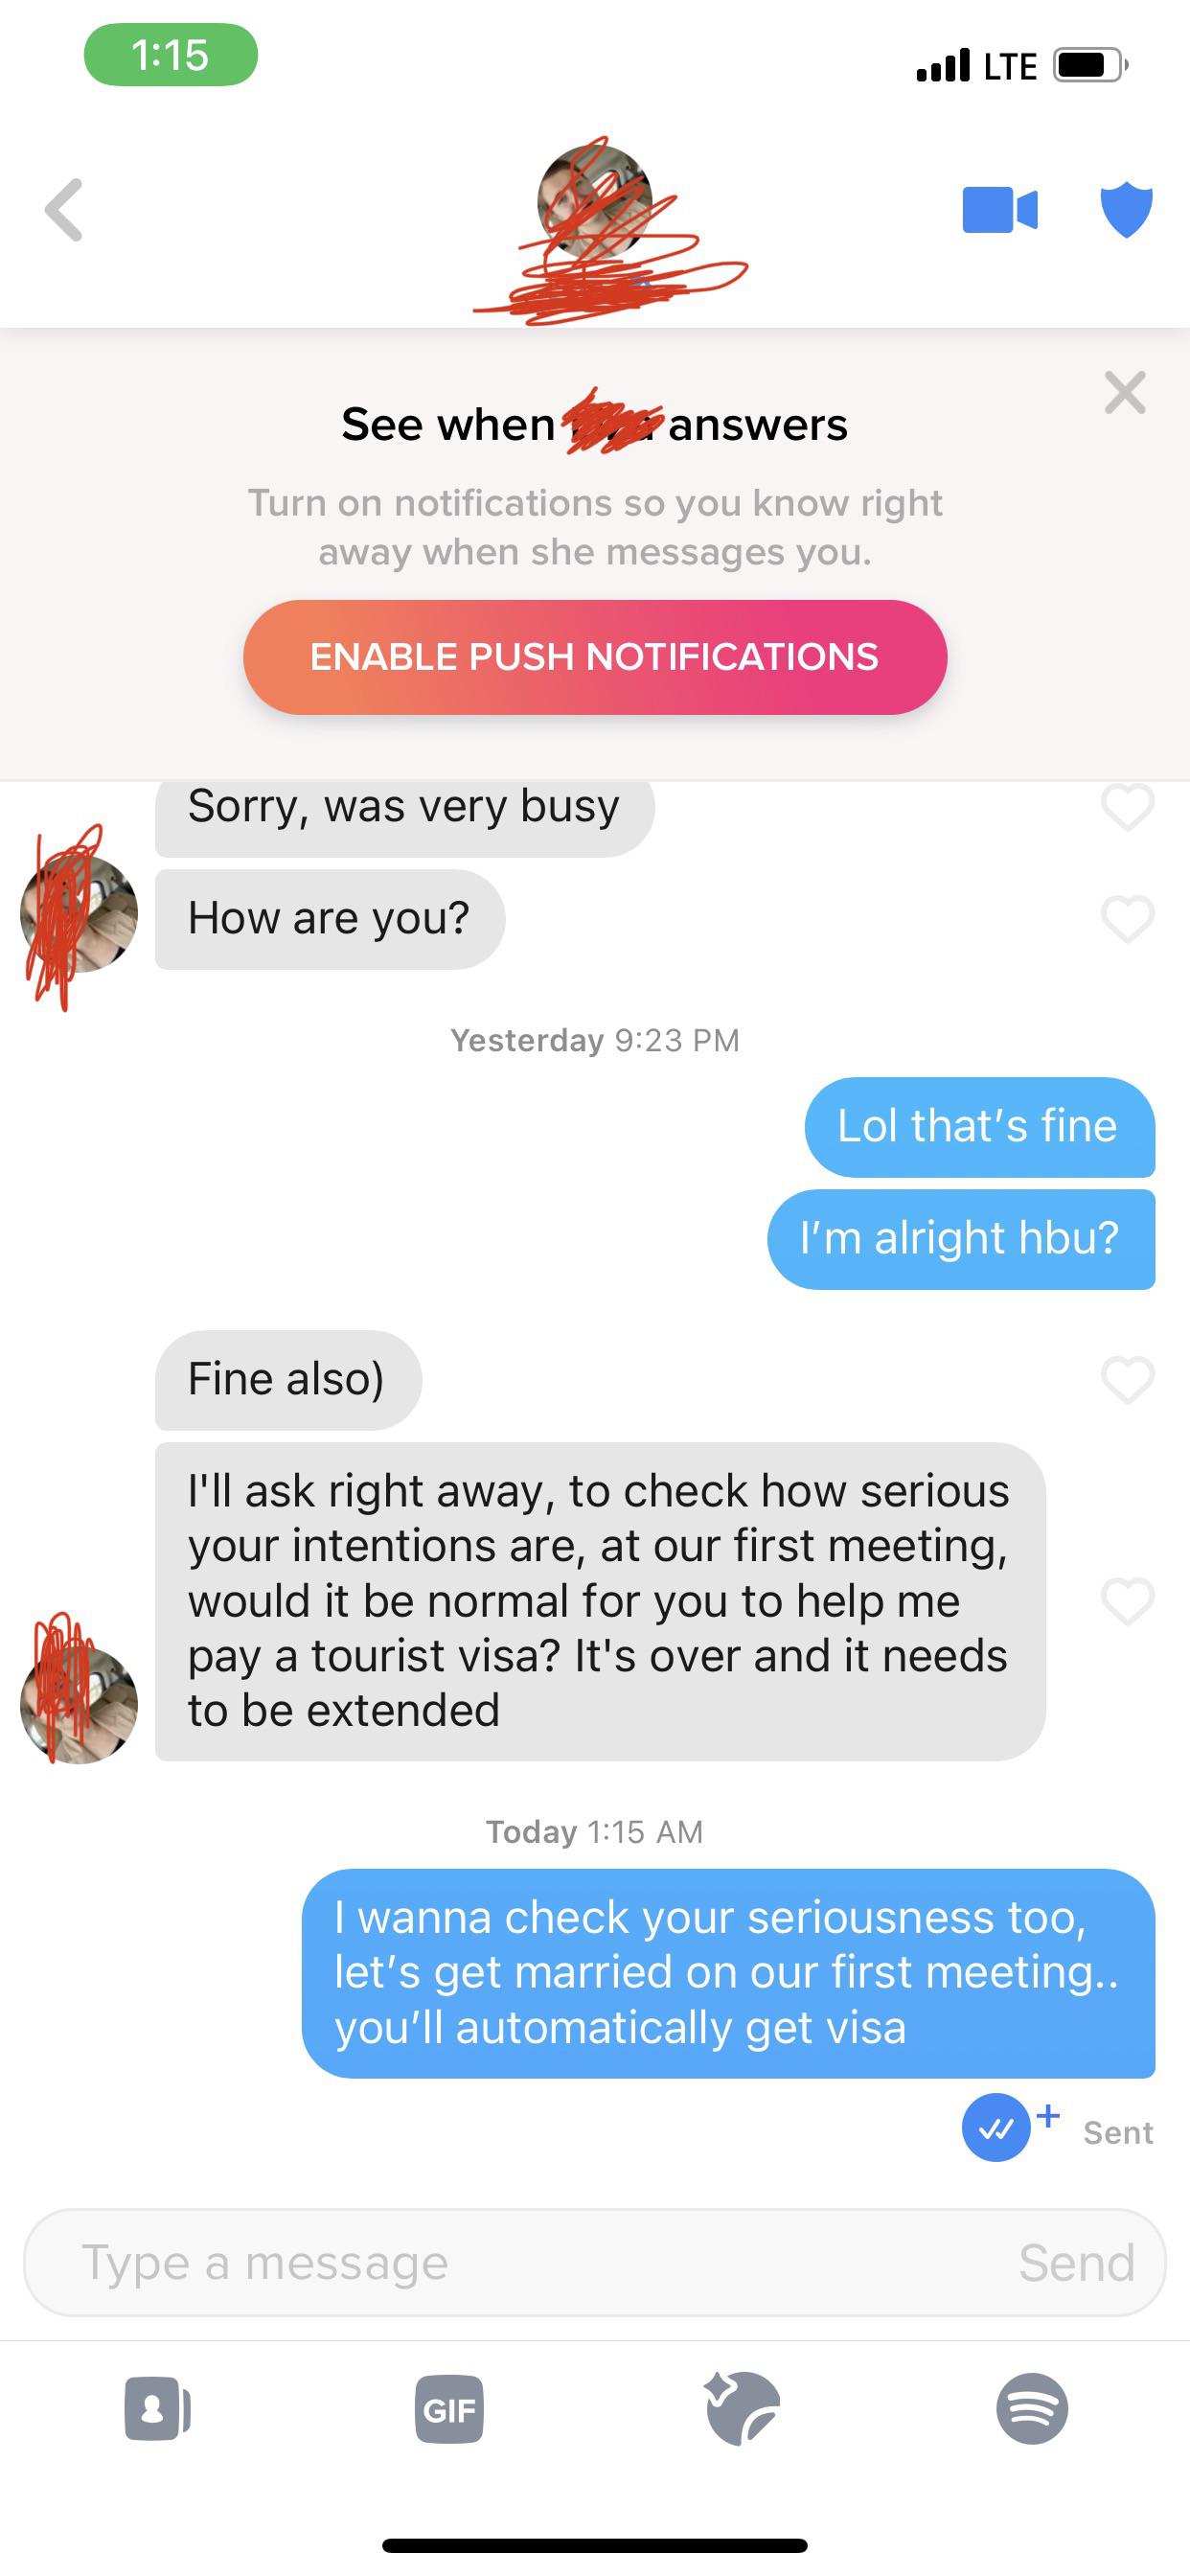 1:15
LTE
See when answers
Turn on notifications so you know right
away when she messages you.
ENABLE PUSH NOTIFICATIONS
Sorry, was very busy
How are you?
Yesterday 9:23 PM
Lol that's fine
I'm alright hbu?
Fine also)
I'll ask right away, to check how serious
your intentions are, at our first meeting,
would it be normal for you to help me
pay a tourist visa? It's over and it needs
to be extended
Today 1:15 AM
I wanna check your seriousness too,
let's get married on our first meeting..
you'll automatically get visa
Sent
Type a message
Send
GIF